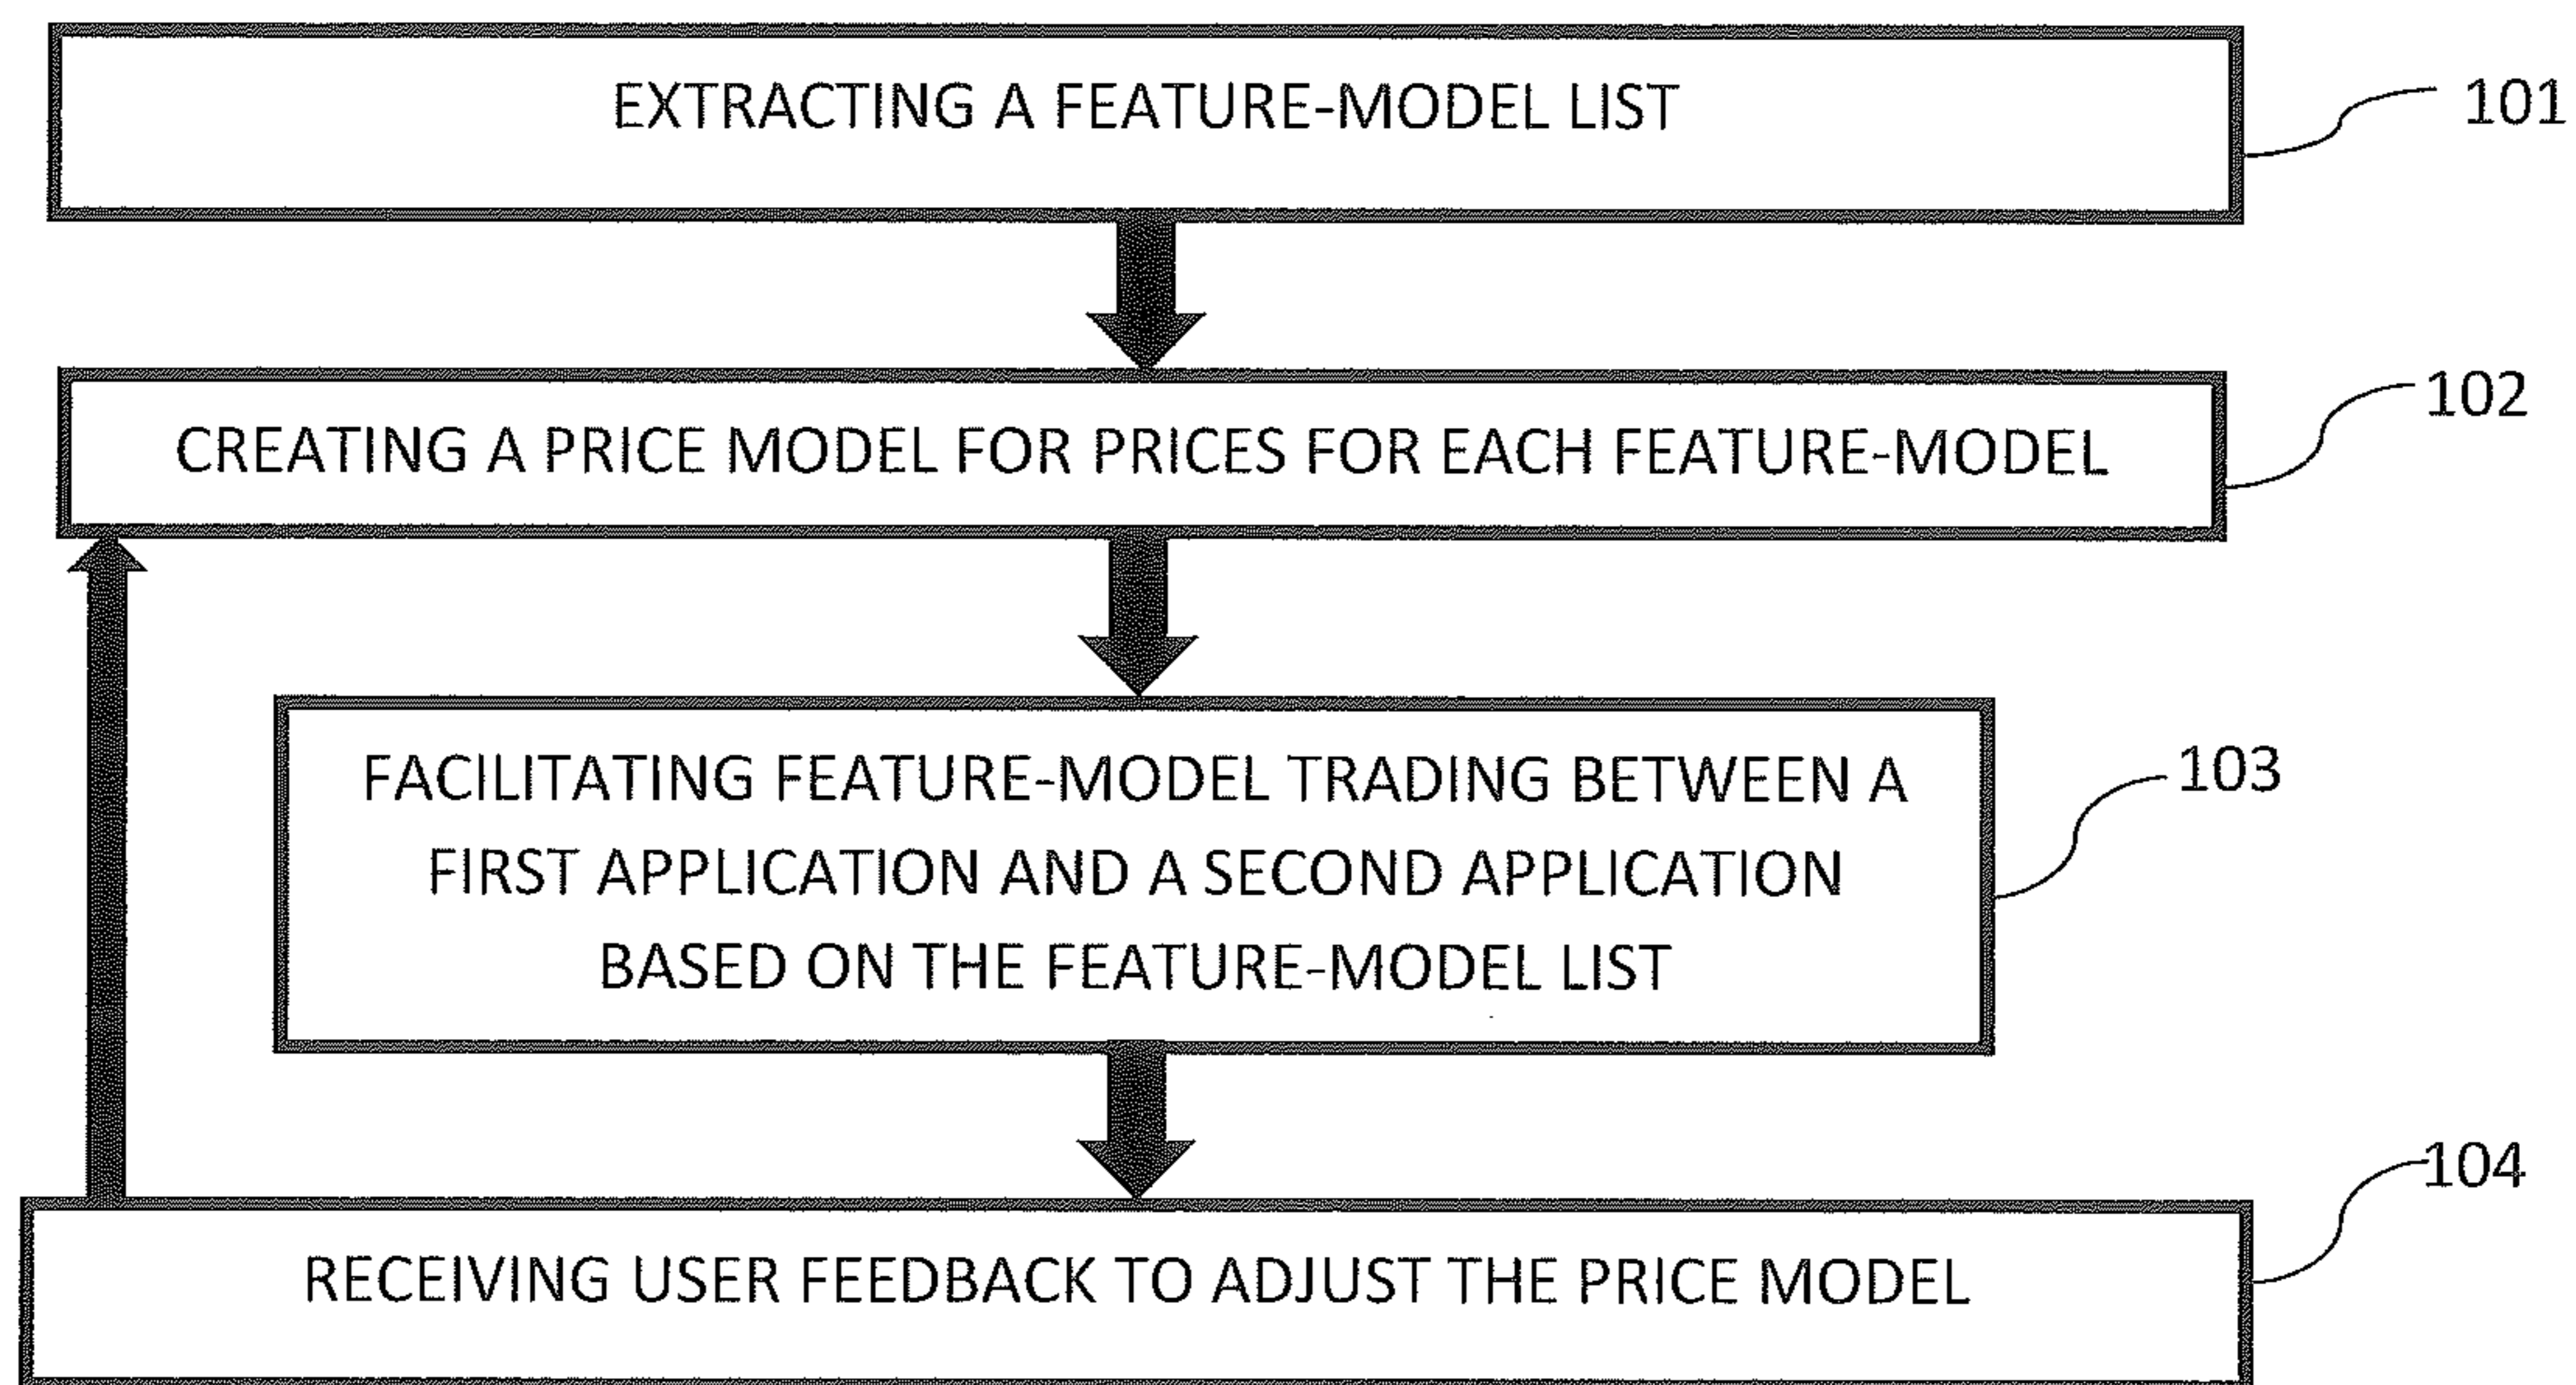 EXTRACTING A FEATURE-MODEL LIST
101
CREATING A PRICE MODEL FOR PRICES FOR EACH FEATURE-MODEL
102
FACILITATING FEATURE-MODEL TRADING BETWEEN A
FIRST APPLICATION AND A SECOND APPLICATION
BASED ON THE FEATURE-MODEL LIST
103
RECEIVING USER FEEDBACK TO ADJUST THE PRICE MODEL
104